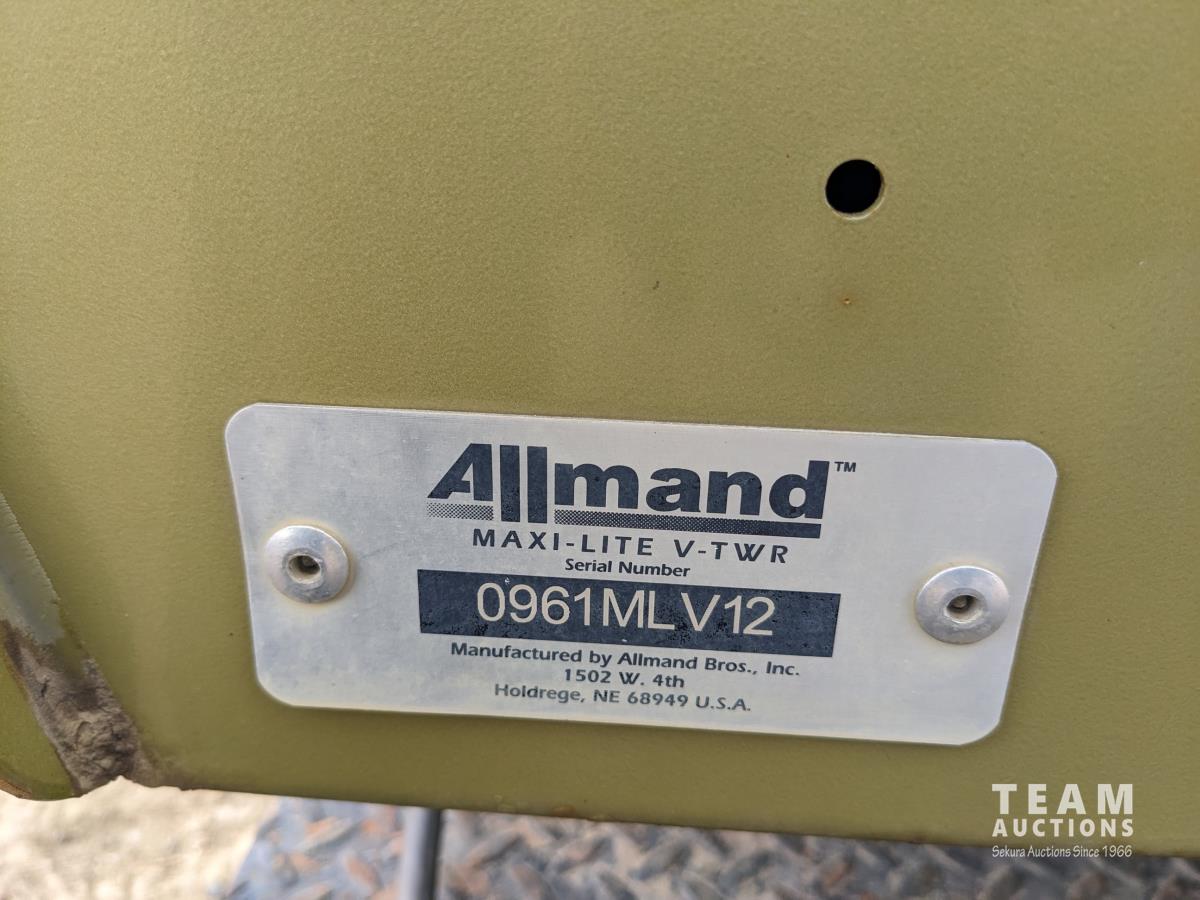 Allmand™
MAXI-LITE V-TWR
Serial Number
0961MLV12
Manufactured by Allmand Bros., Inc.
1502 W. 4th
Holdrege, NE 68949 U.S.A.
TEAM
AUCTIONS
Sekura Auctions Since 1966